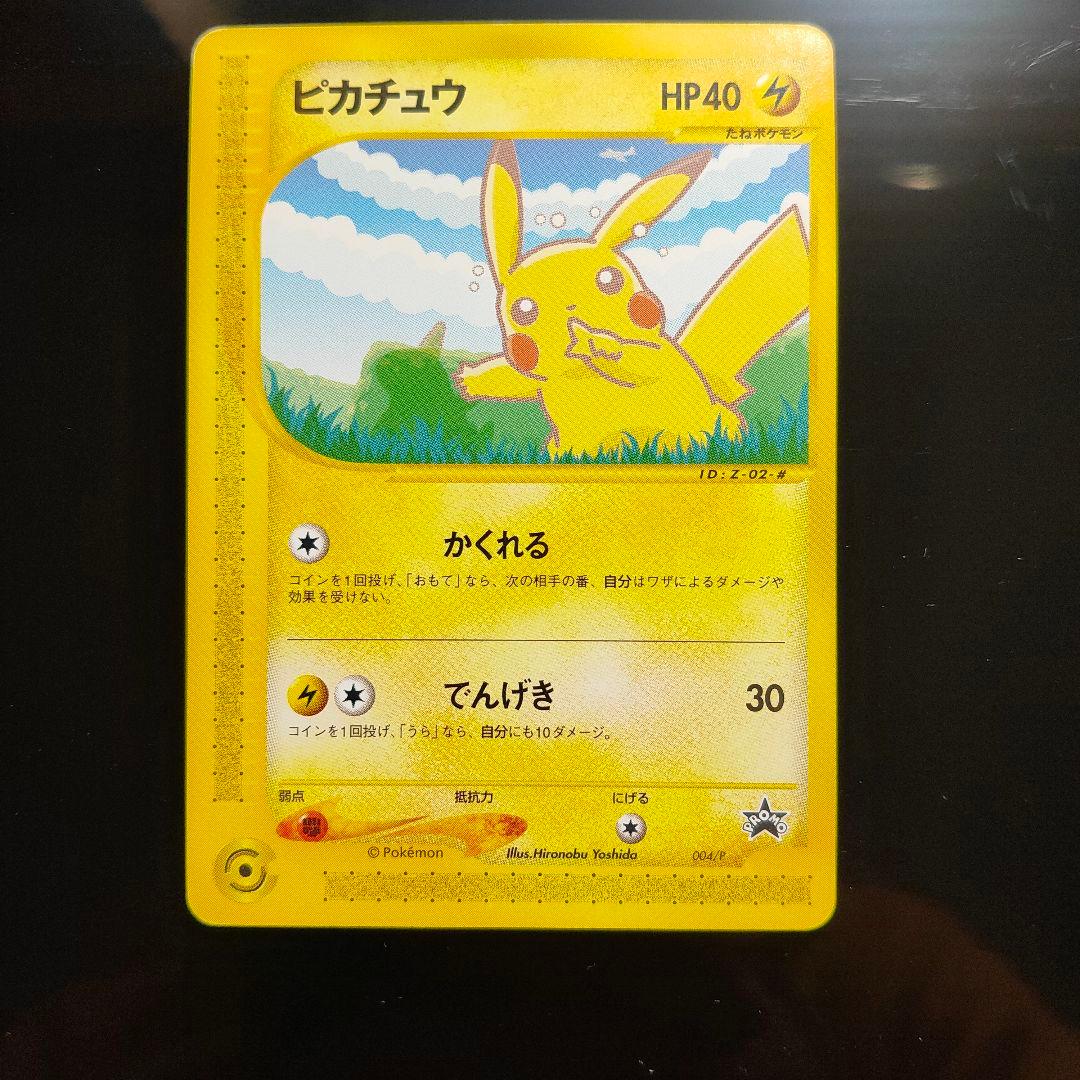 ピカチュウ HP40
たねポケモン
ID:Z-02-#
かくれる
コインを1回投げ、「おもて」なら、次の相手の番、自分はワザによるダメージや
効果を受けない。
でんげき 30
コインを1回投げ、「うら」なら、自分にも10ダメージ。
弱点 抵抗力 にげる
PROMO
© Pokémon Illus.Hironobu Yoshida 004/P